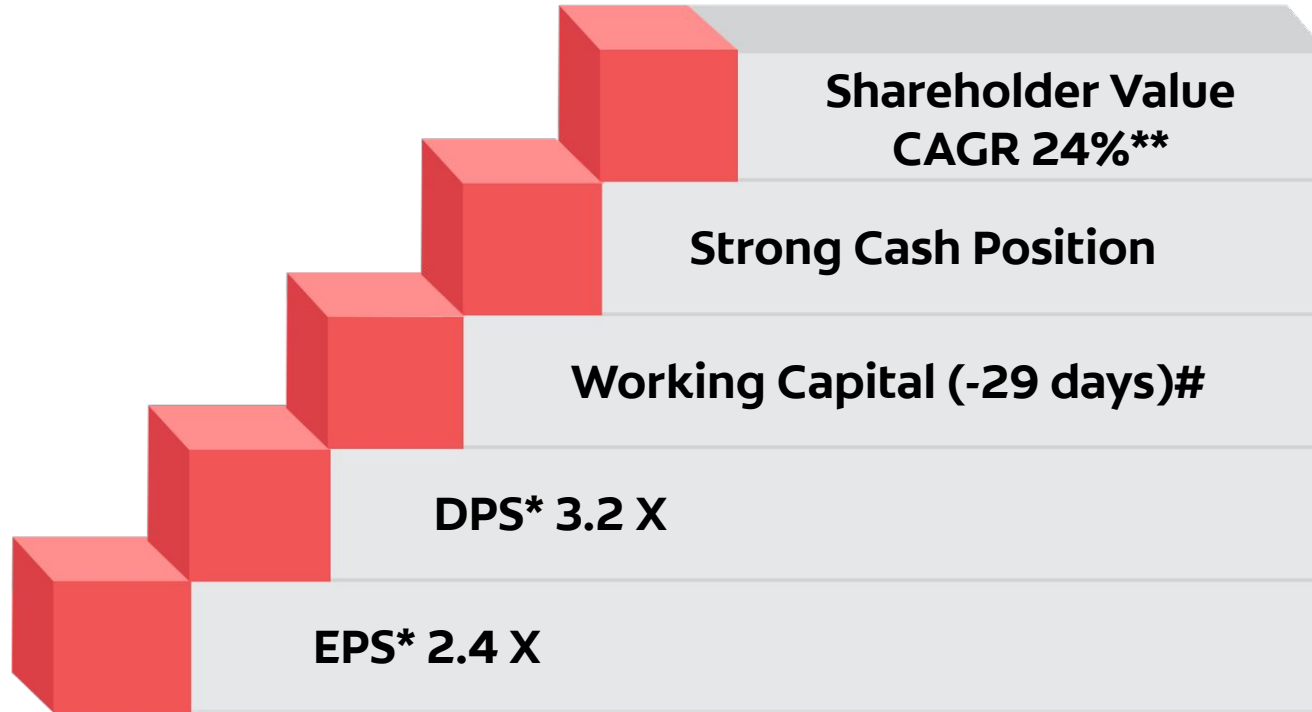 Shareholder Value
CAGR 24%**
Strong Cash Position
Working Capital (-29 days)#
DPS* 3.2 X
EPS* 2.4 X